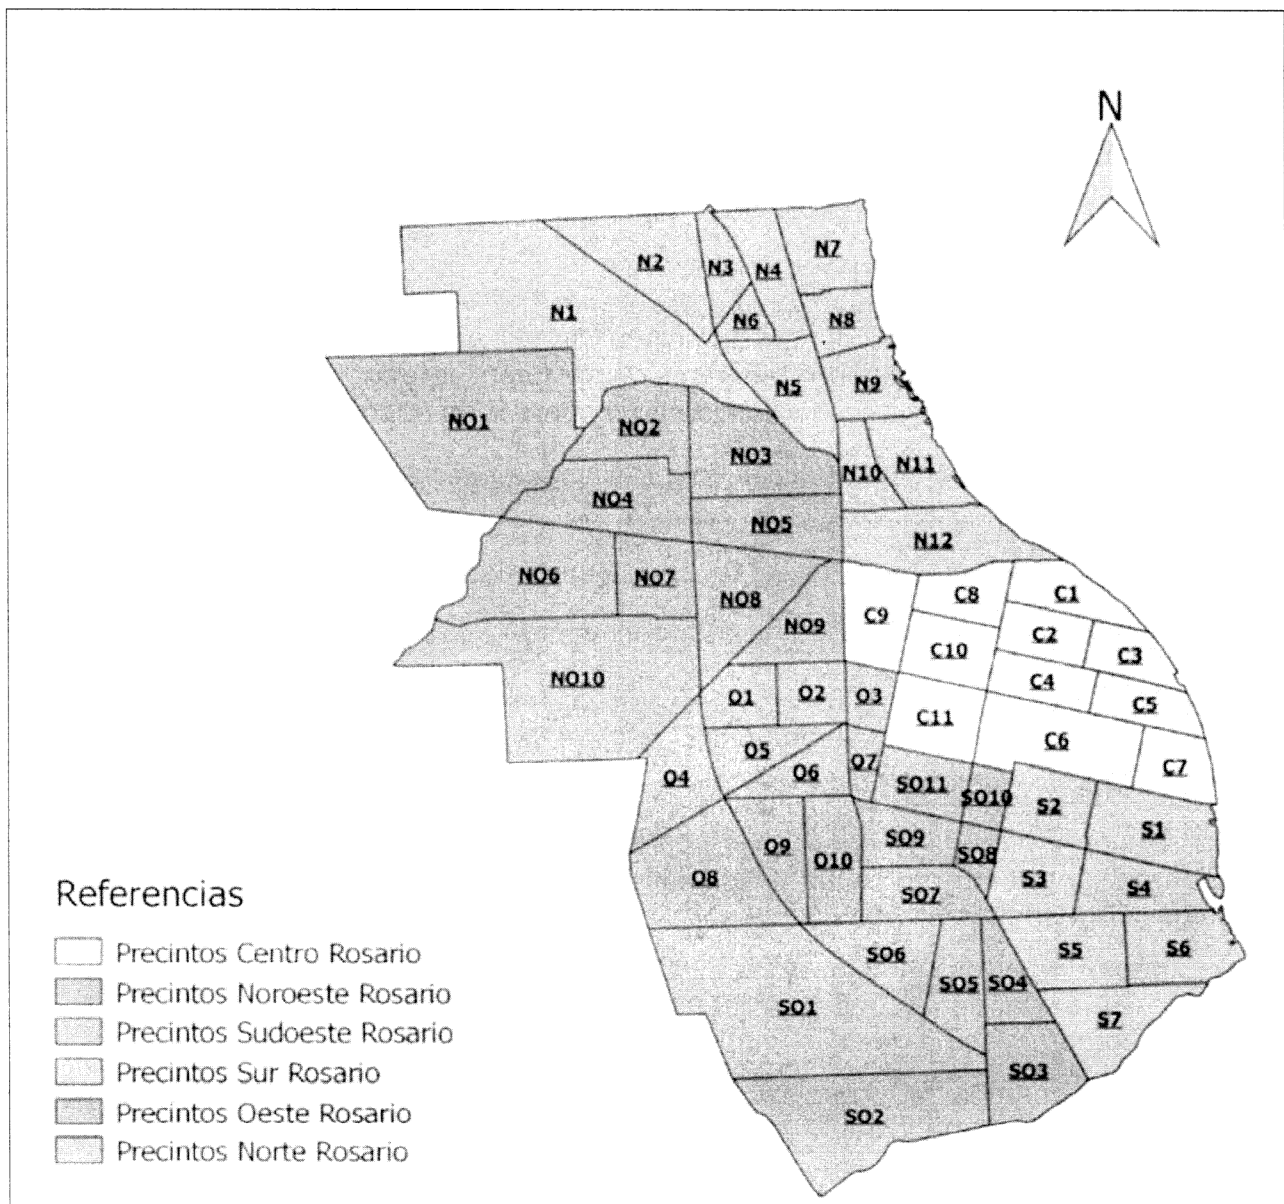 N
N7
N2
N3
N4
N1
N6
N8
N5
N9
NO1
NO2
NO3
N10
N11
NO4
NO5
N12
NO6
NO7
NO8
C8
C1
NO9
C9
C2
C3
C10
NO10
C4
O1
O2
O3
C5
C11
O5
C6
O4
O6
O7
C7
SO11
SO10
S2
S1
O9
O10
SO9
SO8
O8
SO7
S3
S4
SO6
SO5
SO4
S5
S6
SO1
S7
SO3
SO2
Referencias
Precintos Centro Rosario
Precintos Noroeste Rosario
Precintos Sudoeste Rosario
Precintos Sur Rosario
Precintos Oeste Rosario
Precintos Norte Rosario